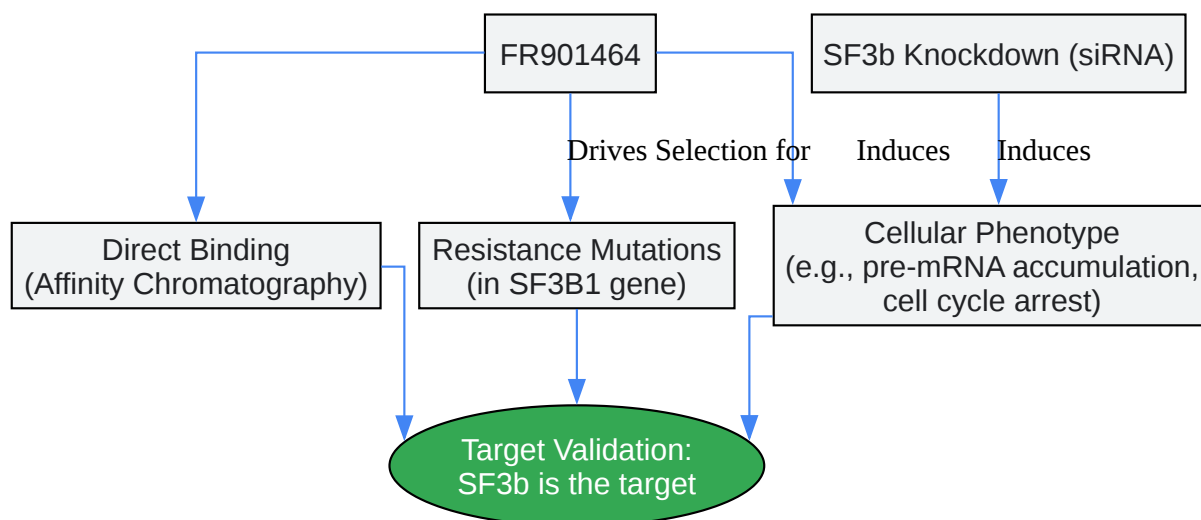 FR901464
SF3b Knockdown (siRNA)
Drives Selection for
Induces
Induces
Direct Binding
(Affinity Chromatography)
Resistance Mutations
(in SF3B1 gene)
Cellular Phenotype
(e.g., pre-mRNA accumulation,
cell cycle arrest)
Target Validation:
SF3b is the target